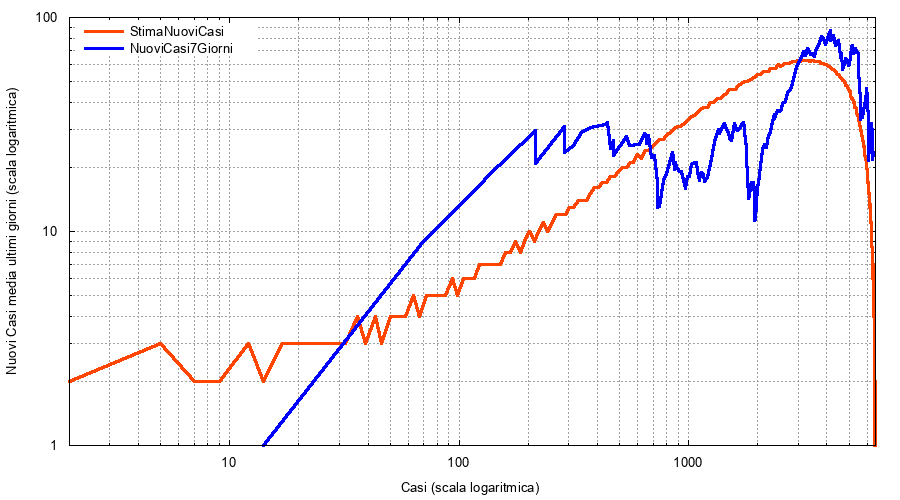 100
StimaNuoviCasi
NuoviCasi7Giorni
Nuovi Casi media ultimi giorni (scala logaritmica)
10
1
10
100
1000
Casi (scala logaritmica)